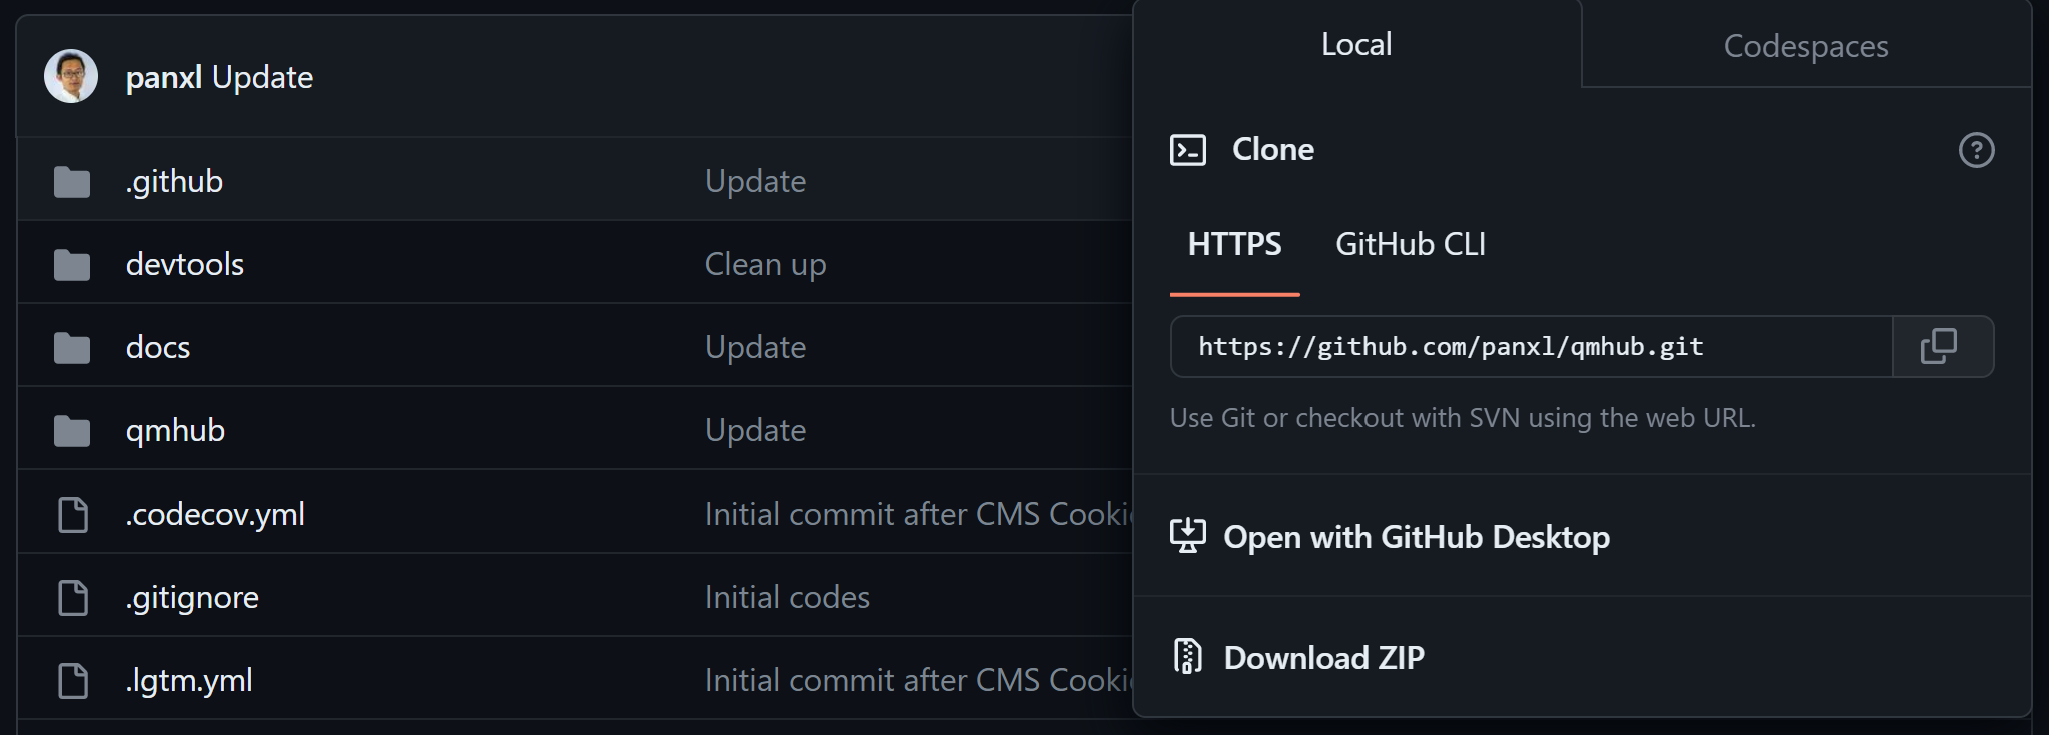 panxl Update
.github Update
devtools Clean up
docs Update
qmhub Update
.codecov.yml Initial commit after CMS Cooki
.gitignore Initial codes
.lgtm.yml Initial commit after CMS Cooki
Local Codespaces
Clone
HTTPS GitHub CLI
https://github.com/panxl/qmhub.git
Use Git or checkout with SVN using the web URL.
Open with GitHub Desktop
Download ZIP